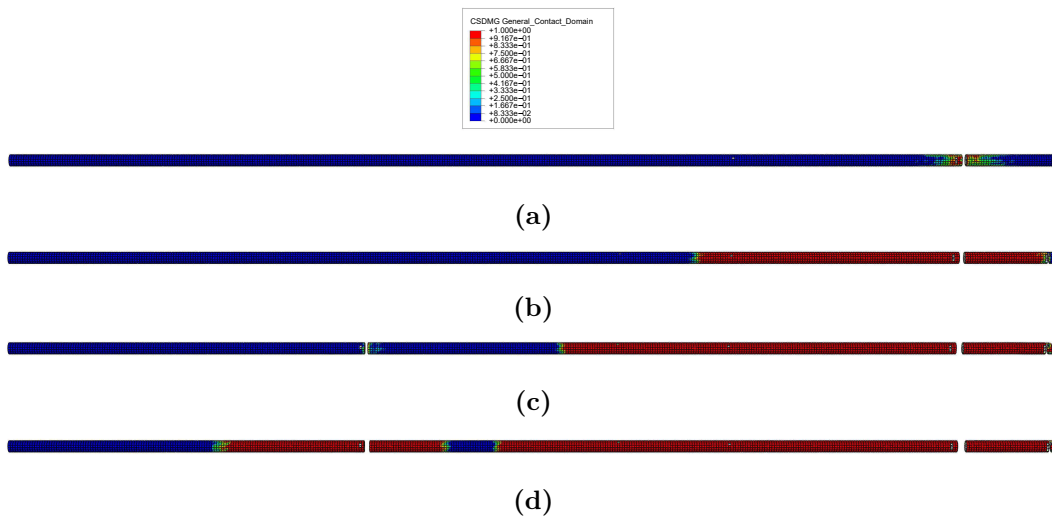 CSDMG General_Contact_Domain
+1.000e+00
+9.167e−01
+8.333e−01
+7.500e−01
+6.667e−01
+5.833e−01
+5.000e−01
+4.167e−01
+3.333e−01
+2.500e−01
+1.667e−01
+8.333e−02
+0.000e+00
(a)
(b)
(c)
(d)